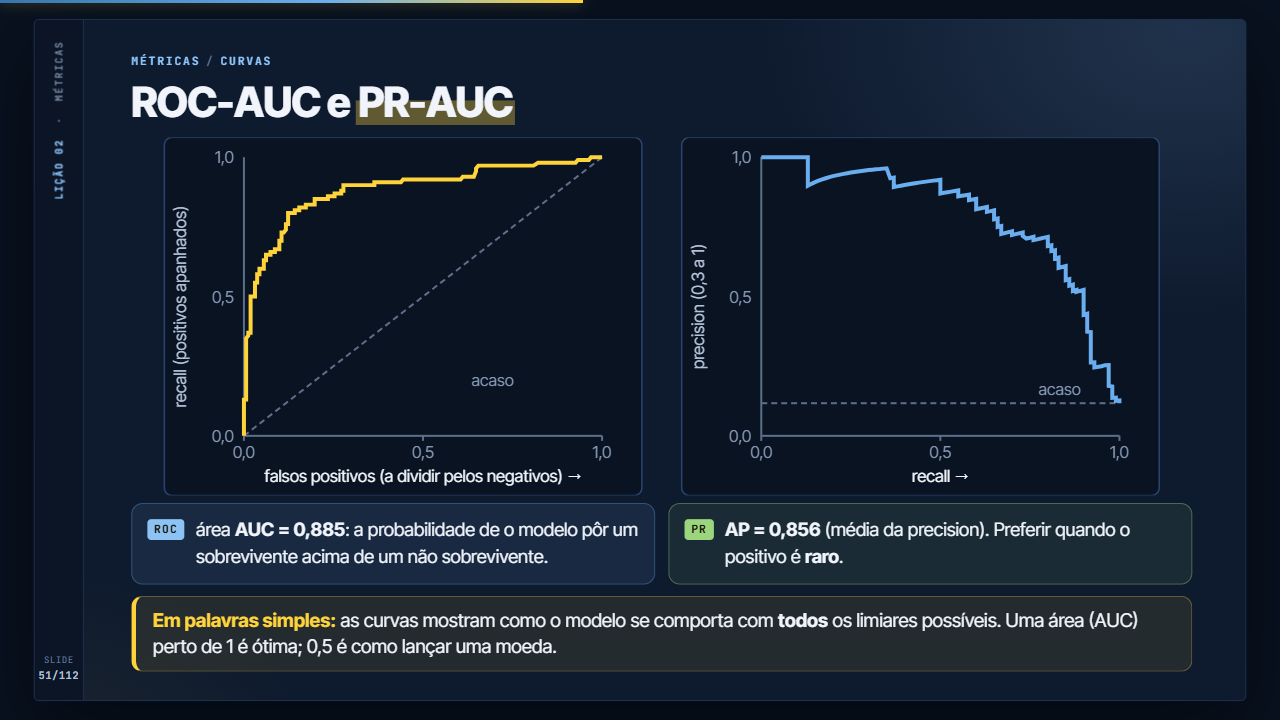 MÉTRICAS / CURVAS
ROC-AUC e PR-AUC
LIÇÃO 02 · MÉTRICAS
1,0
0,5
0,0
0,0
0,5
1,0
recall (positivos apanhados)
acaso
falsos positivos (a dividir pelos negativos) →
1,0
0,5
0,0
0,0
0,5
1,0
precision (0,3 a 1)
acaso
recall →
ROC área AUC = 0,885: a probabilidade de o modelo pôr um
sobrevivente acima de um não sobrevivente.
PR AP = 0,856 (média da precision). Preferir quando o
positivo é raro.
Em palavras simples: as curvas mostram como o modelo se comporta com todos os limiares possíveis. Uma área (AUC)
perto de 1 é ótima; 0,5 é como lançar uma moeda.
SLIDE
51/112